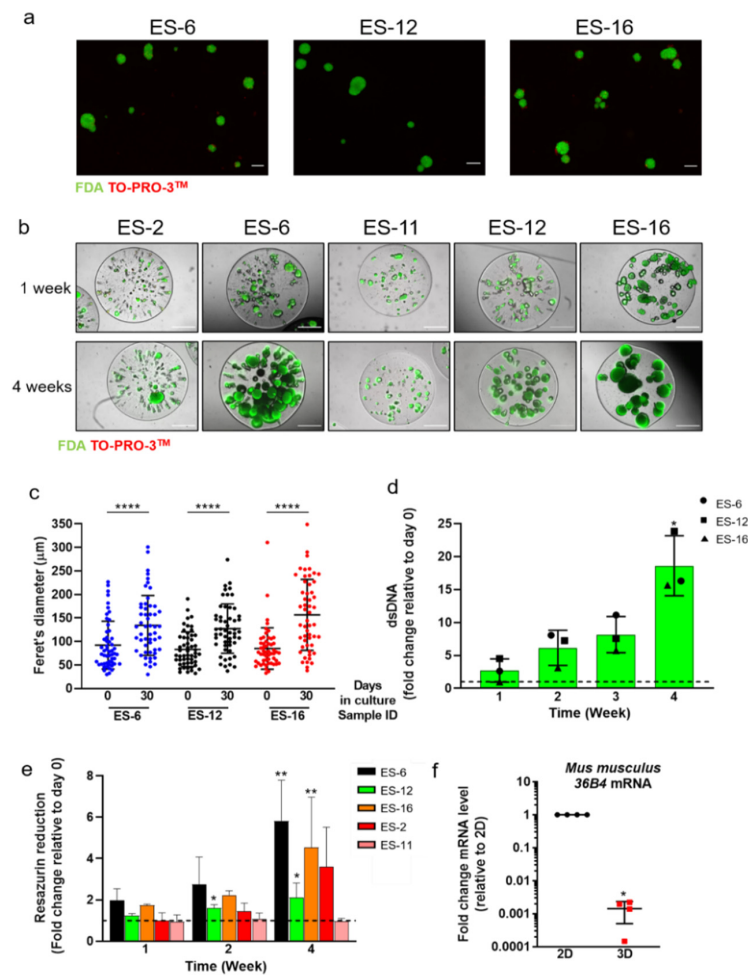 a
ES-6 ES-12 ES-16
FDA TO-PRO-3™
b
ES-2 ES-6 ES-11 ES-12 ES-16
1 week
4 weeks
FDA TO-PRO-3™
c
**** **** ****
Feret's diameter (μm)
350
300
250
200
150
100
50
0
0 30 0 30 0 30
Days in culture
ES-6 ES-12 ES-16
Sample ID
d
ES-6
ES-12
ES-16
dsDNA
(fold change relative to day 0)
25
20
15
10
5
0
*
1 2 3 4
Time (Week)
e
Resazurin reduction
(Fold change relative to day 0)
8
6
4
2
0
* ** * **
ES-6
ES-12
ES-16
ES-2
ES-11
1 2 4
Time (Week)
f
Mus musculus
36B4 mRNA
Fold change mRNA level
(relative to 2D)
10
1
0.1
0.01
0.001
0.0001
*
2D 3D